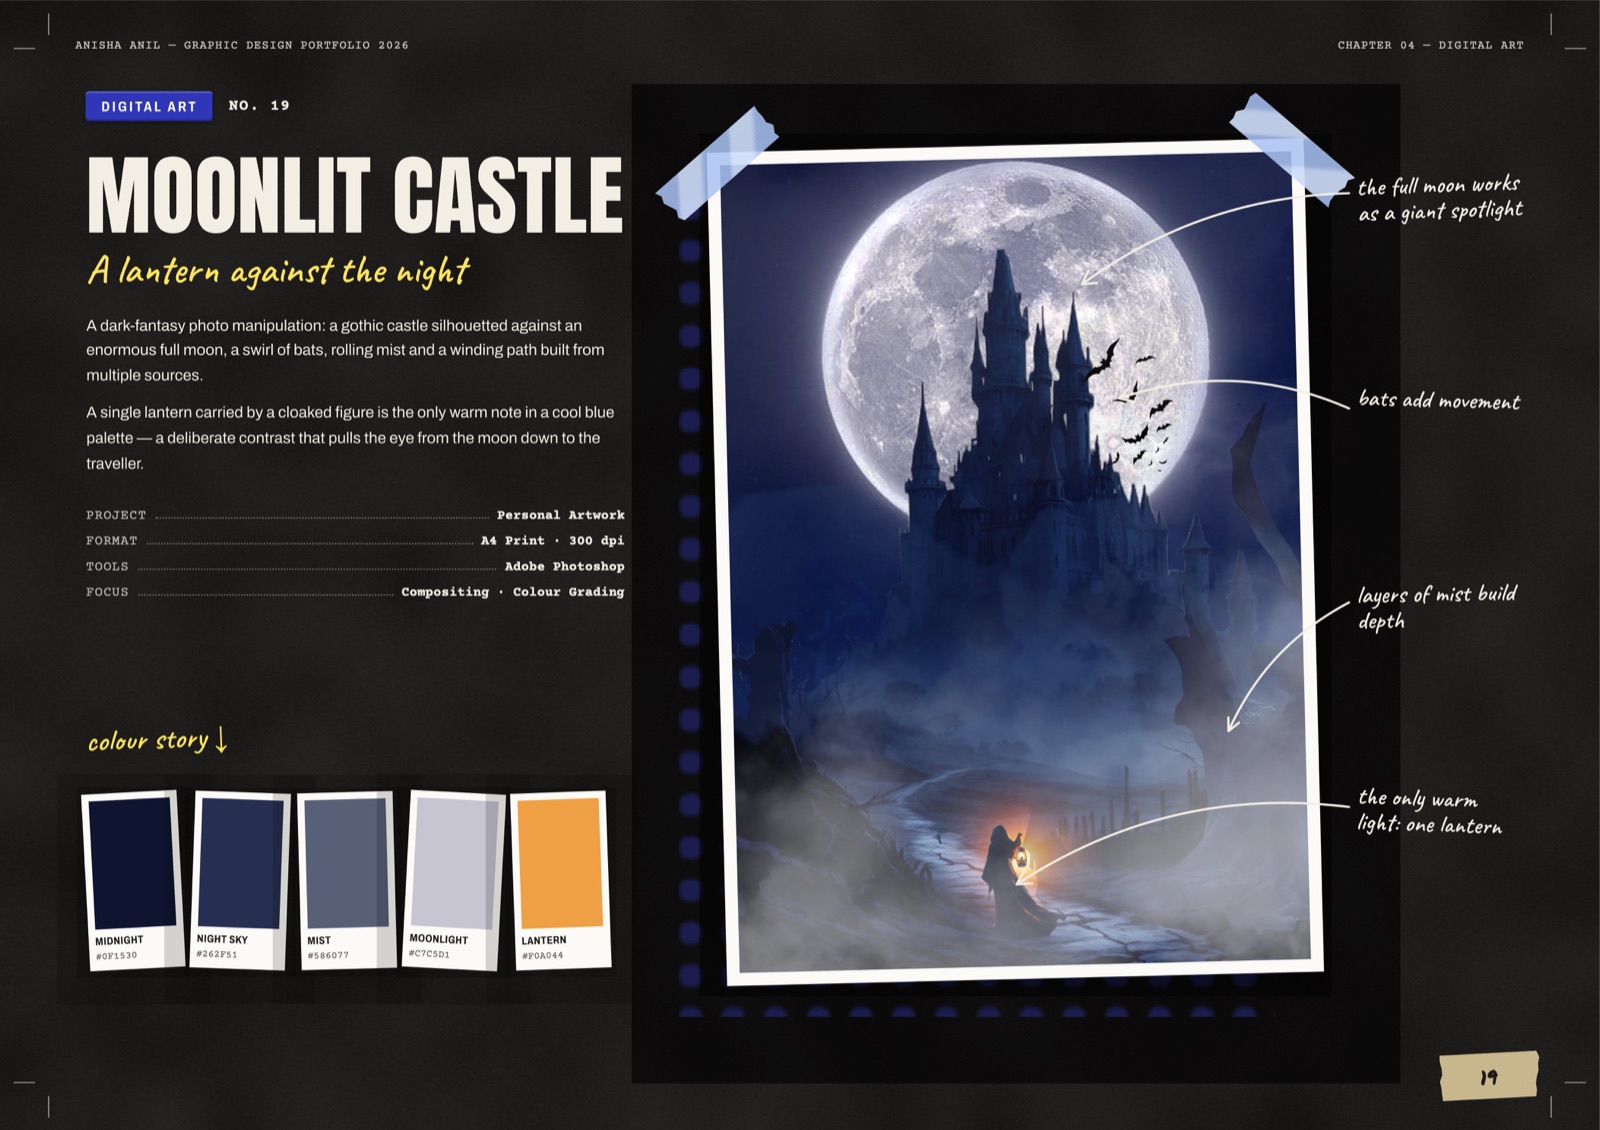 ANISHA ANIL — GRAPHIC DESIGN PORTFOLIO 2026
CHAPTER 04 — DIGITAL ART
DIGITAL ART
NO. 19
MOONLIT CASTLE
A lantern against the night
A dark-fantasy photo manipulation: a gothic castle silhouetted against an
enormous full moon, a swirl of bats, rolling mist and a winding path built from
multiple sources.
A single lantern carried by a cloaked figure is the only warm note in a cool blue
palette — a deliberate contrast that pulls the eye from the moon down to the
traveller.
PROJECT Personal Artwork
FORMAT A4 Print · 300 dpi
TOOLS Adobe Photoshop
FOCUS Compositing · Colour Grading
colour story ↓
MIDNIGHT
#0F1530
NIGHT SKY
#262F51
MIST
#586077
MOONLIGHT
#C7C5D1
LANTERN
#F0A044
the full moon works
as a giant spotlight
bats add movement
layers of mist build
depth
the only warm
light: one lantern
19